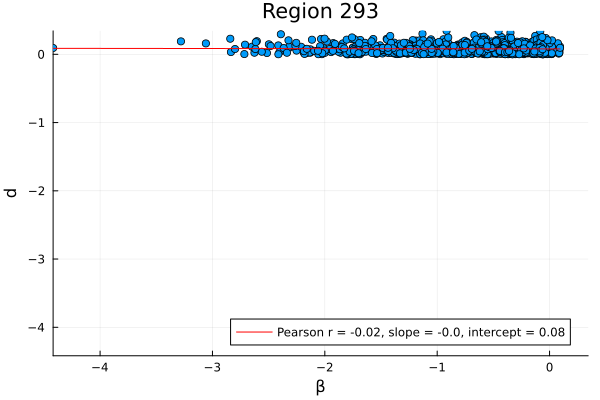 Region 293
0
−1
−2
−3
−4
d
Pearson r = -0.02, slope = -0.0, intercept = 0.08
−4 −3 −2 −1 0
β